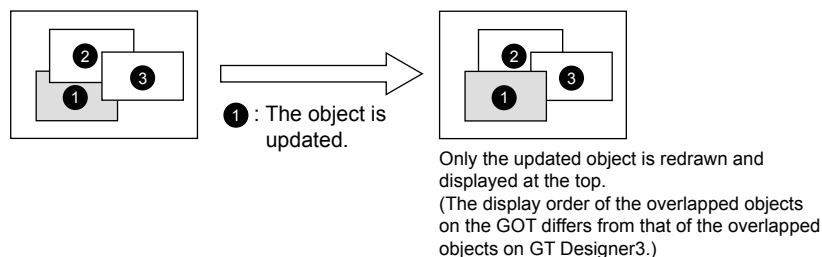 2
3
1
1 : The object is
updated.
2
3
1
Only the updated object is redrawn and
displayed at the top.
(The display order of the overlapped objects
on the GOT differs from that of the overlapped
objects on GT Designer3.)